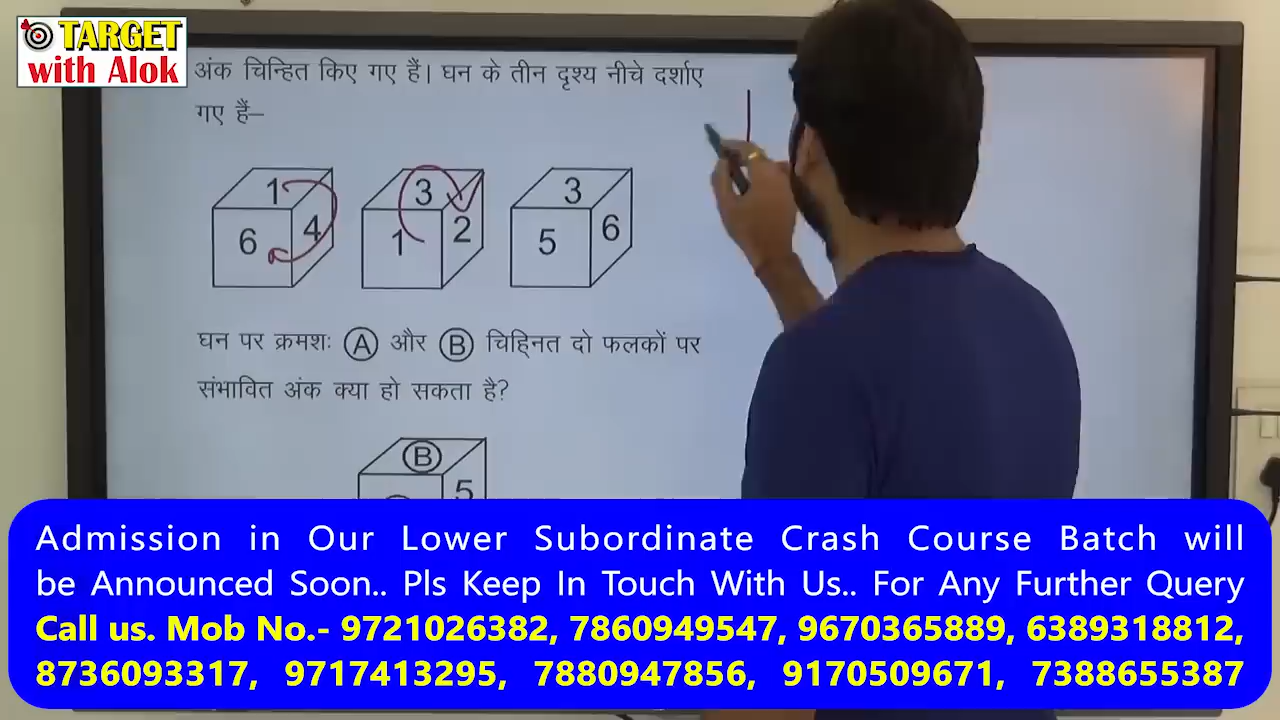 TARGET
with Alok
अंक चिन्हित किए गए हैं। घन के तीन दृश्य नीचे दर्शाए
गए हैं–
1 6 4
3 1 2
3 5 6
घन पर क्रमशः A और B चिह्नित दो फलकों पर
संभावित अंक क्या हो सकता है?
B
5
Admission in Our Lower Subordinate Crash Course Batch will
be Announced Soon.. Pls Keep In Touch With Us.. For Any Further Query
Call us. Mob No.- 9721026382, 7860949547, 9670365889, 6389318812,
8736093317, 9717413295, 7880947856, 9170509671, 7388655387